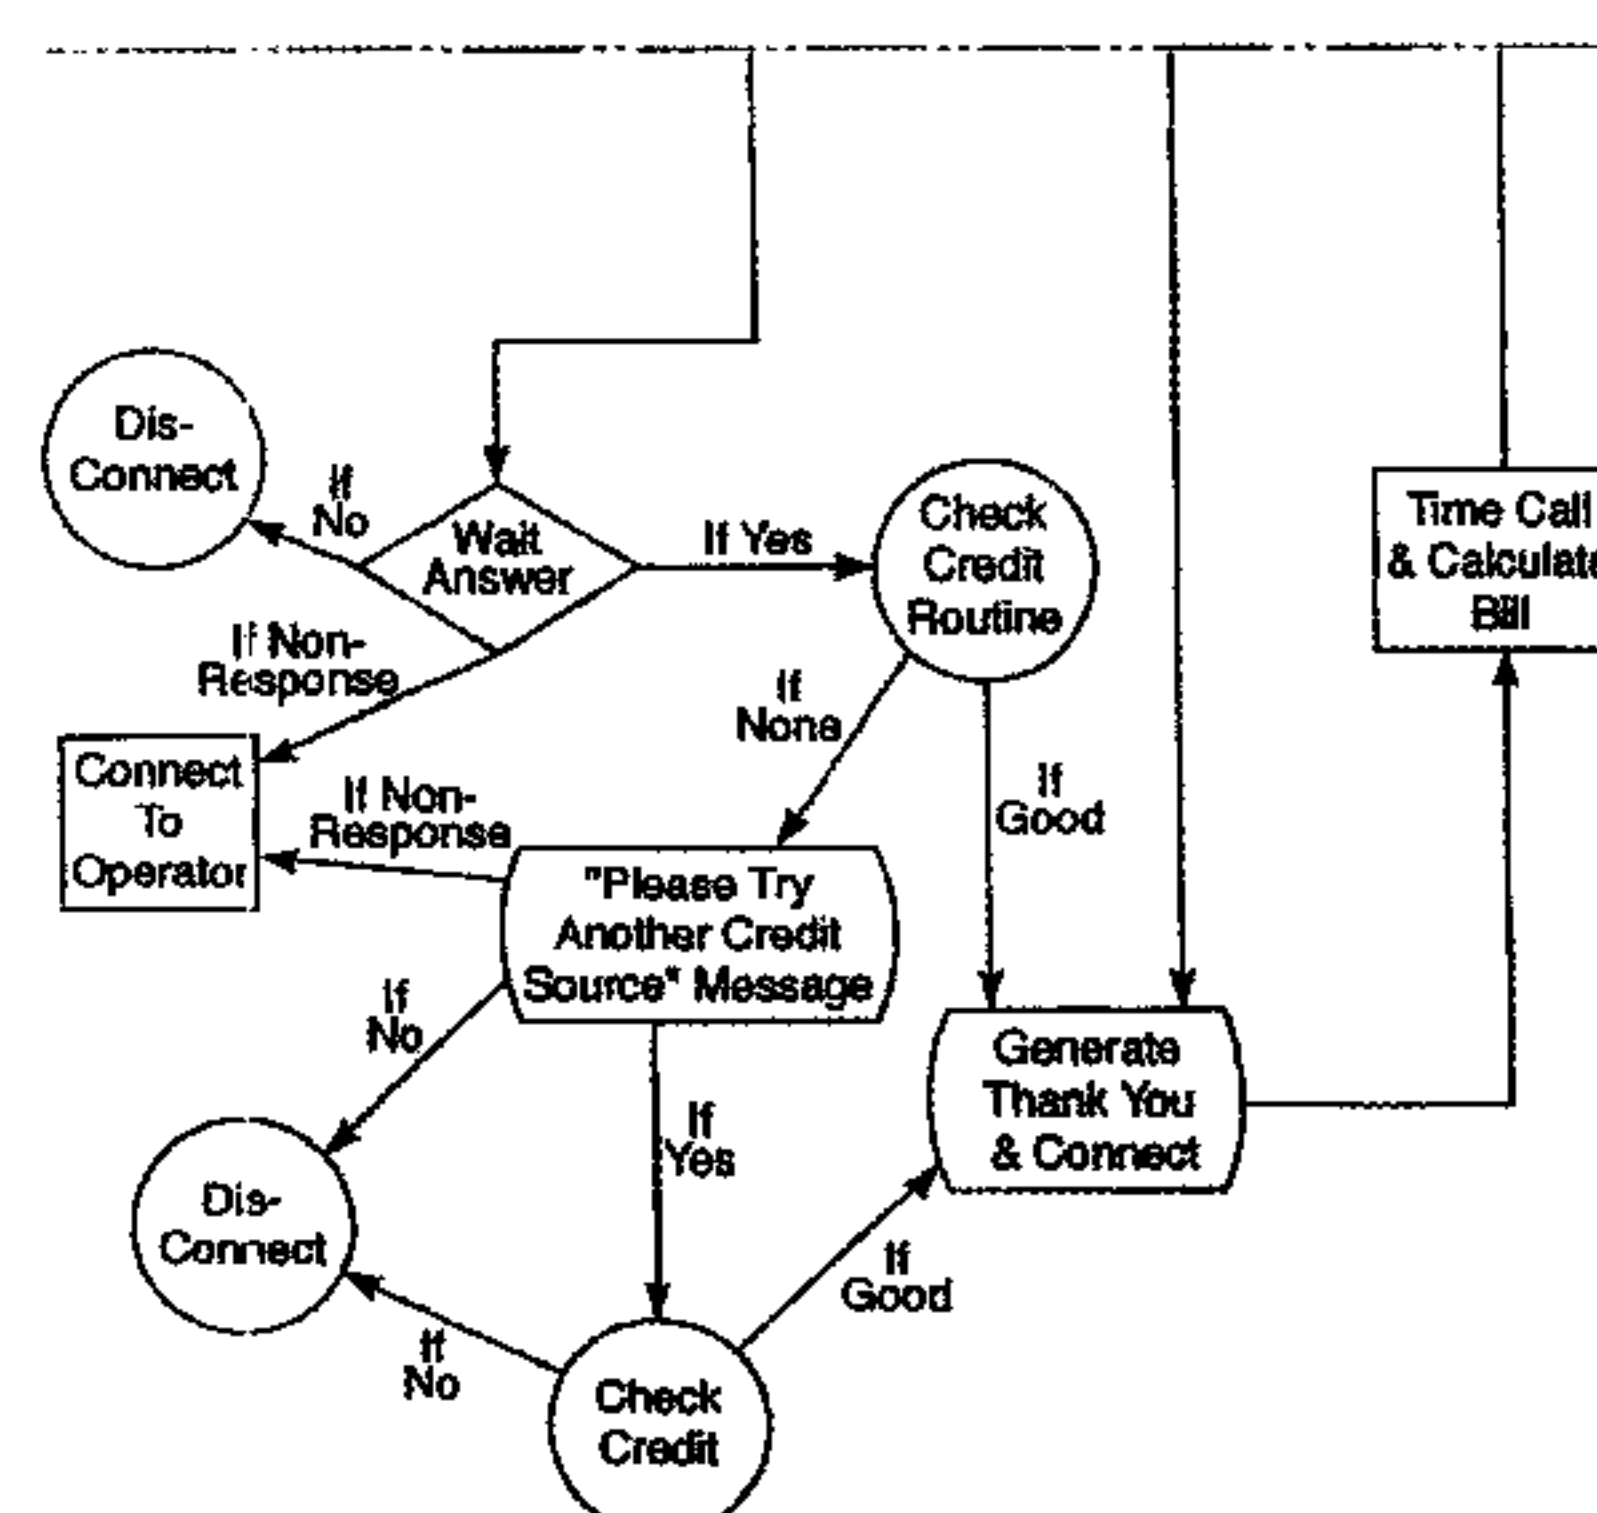 Dis-
Connect
If
No
Wait
Answer
If Yes
Check
Credit
Routine
Time Call
& Calculate
Bill
If Non-
Response
If
None
If
Good
Connect
To
Operator
If Non-
Response
"Please Try
Another Credit
Source" Message
If
No
If
Yes
Generate
Thank You
& Connect
Dis-
Connect
If
No
If
Good
Check
Credit